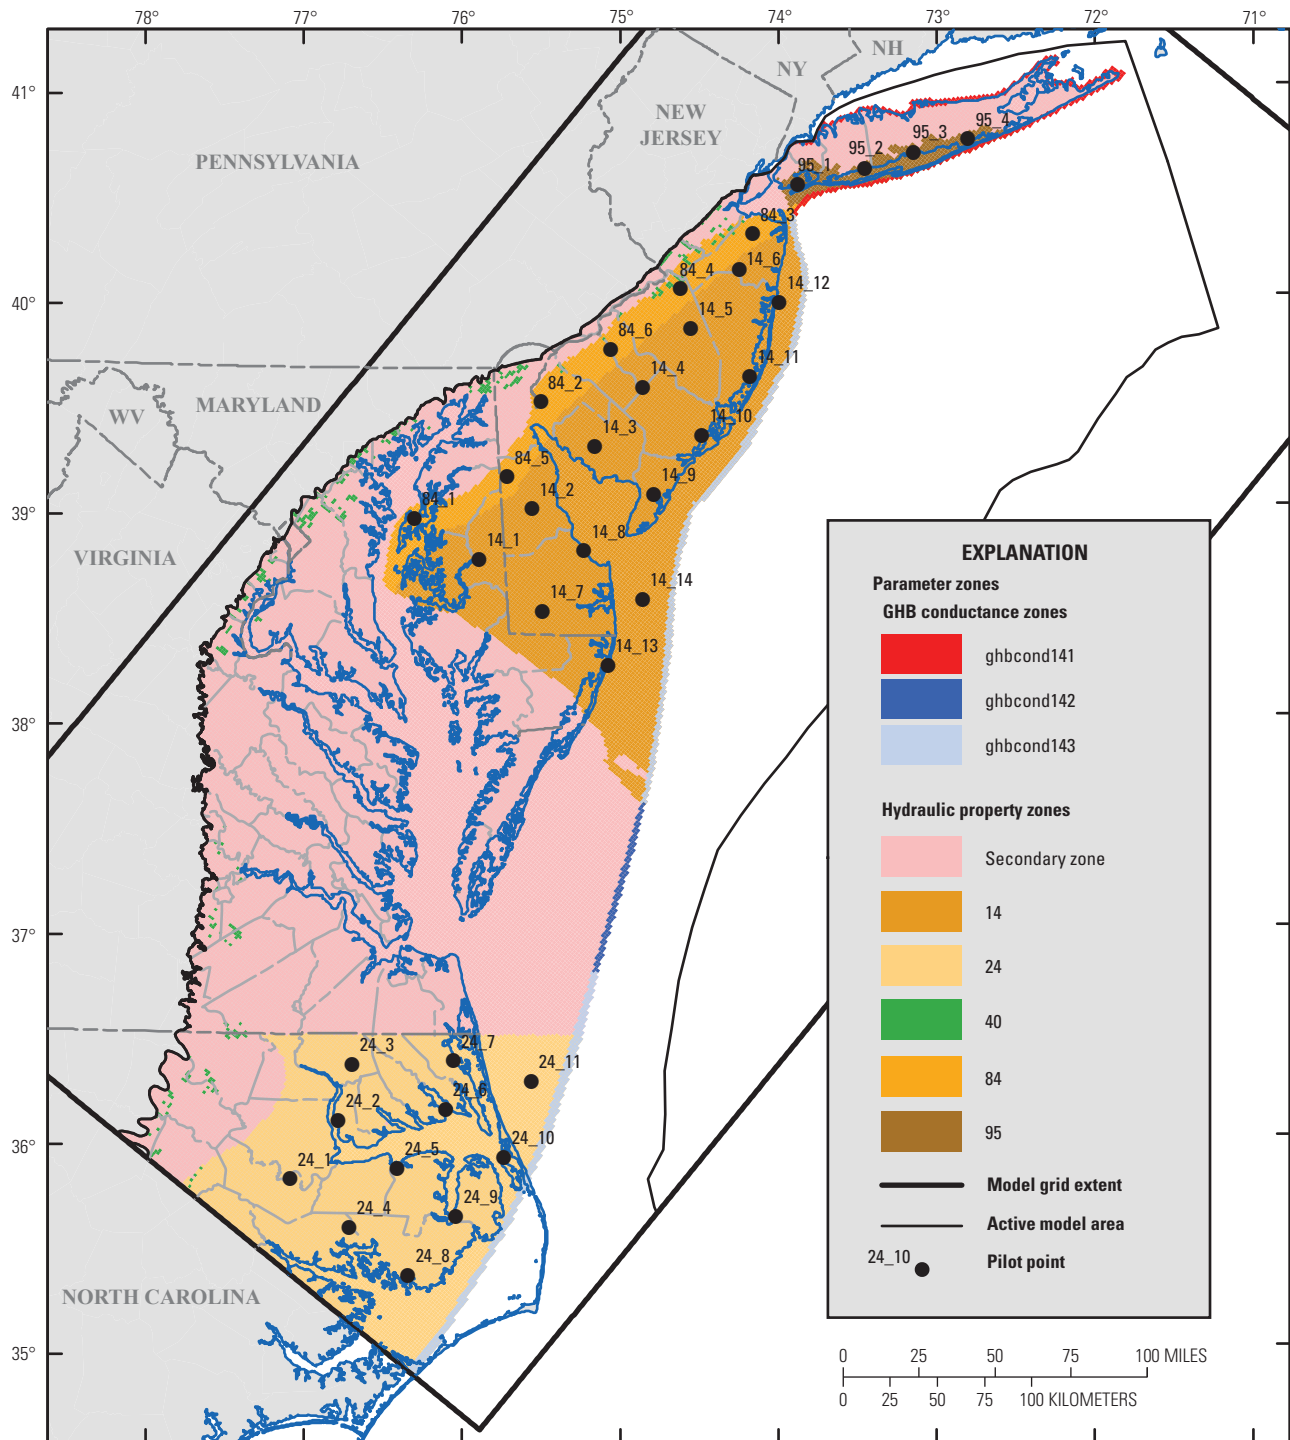 78° 77° 76° 75° 74° 73° 72° 71°
41°
40°
39°
38°
37°
36°
35°
NH
NY
NEW
JERSEY
PENNSYLVANIA
WV
MARYLAND
VIRGINIA
NORTH CAROLINA
95_4
95_3
95_2
95_1
84_3
14_6
84_4
14_12
14_5
84_6
14_11
14_4
84_2
14_10
14_3
84_5
14_9
14_2
84_1
14_8
14_1
14_14
14_7
14_13
24_3
24_7
24_11
24_6
24_2
24_10
24_5
24_1
24_9
24_4
24_8
EXPLANATION
Parameter zones
GHB conductance zones
ghbcond141
ghbcond142
ghbcond143
Hydraulic property zones
Secondary zone
14
24
40
84
95
Model grid extent
Active model area
24_10 Pilot point
0 25 50 75 100 MILES
0 25 50 75 100 KILOMETERS